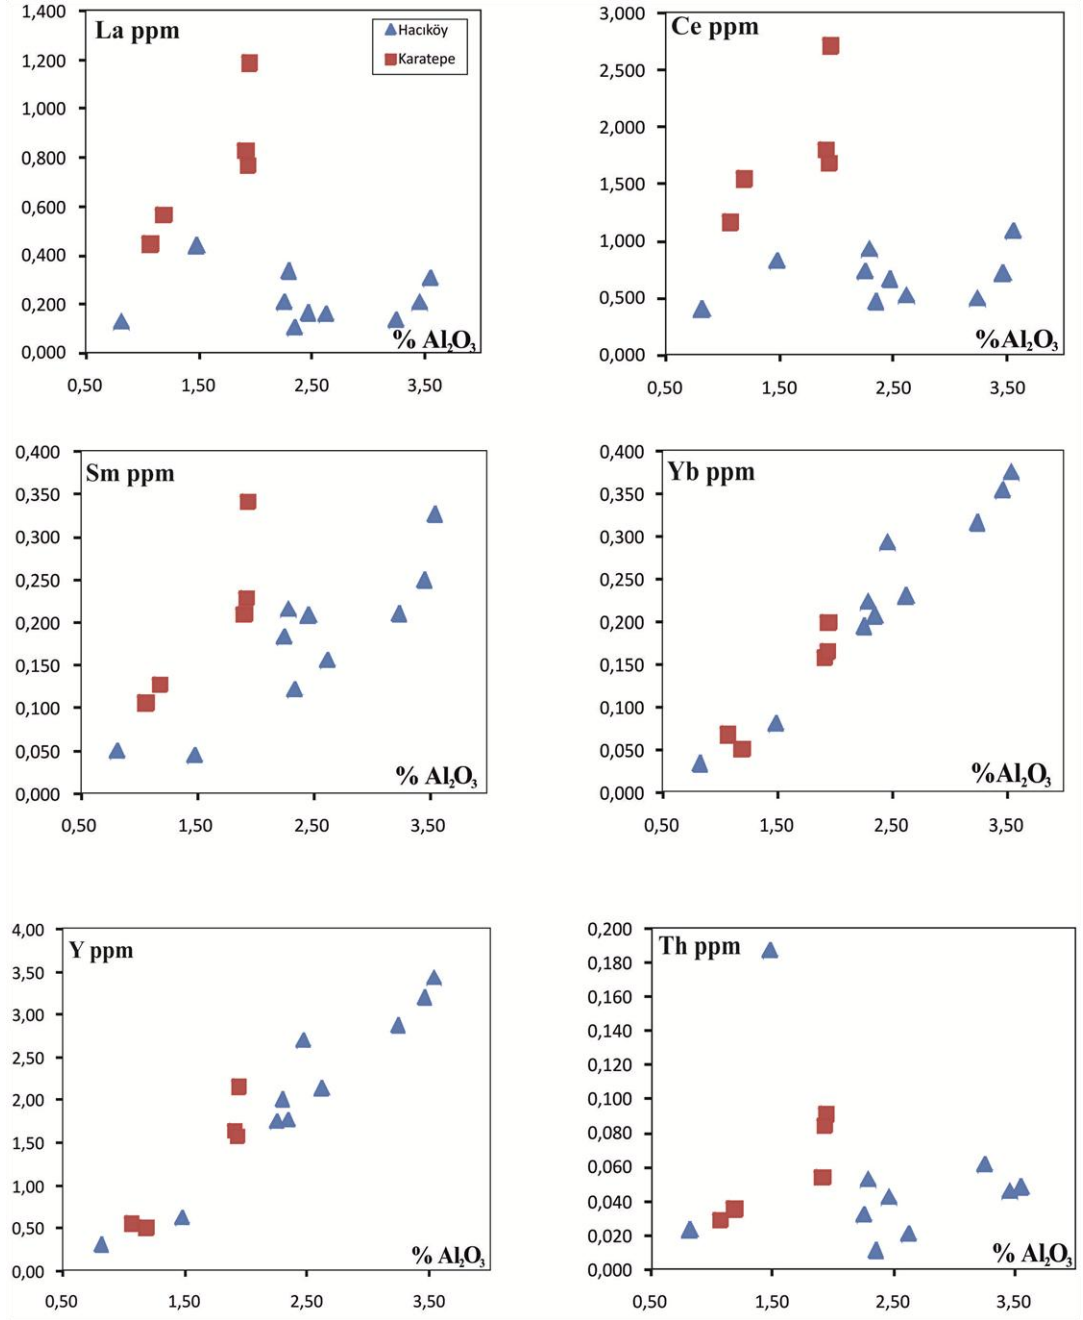 La ppm
Hacıköy
Karatepe
1,400
1,200
1,000
0,800
0,600
0,400
0,200
0,000
% Al₂O₃
0,50 1,50 2,50 3,50
Ce ppm
3,000
2,500
2,000
1,500
1,000
0,500
0,000
%Al₂O₃
0,50 1,50 2,50 3,50
Sm ppm
0,400
0,350
0,300
0,250
0,200
0,150
0,100
0,050
0,000
% Al₂O₃
0,50 1,50 2,50 3,50
Yb ppm
0,400
0,350
0,300
0,250
0,200
0,150
0,100
0,050
0,000
%Al₂O₃
0,50 1,50 2,50 3,50
Y ppm
4,00
3,50
3,00
2,50
2,00
1,50
1,00
0,50
0,00
% Al₂O₃
0,50 1,50 2,50 3,50
Th ppm
0,200
0,180
0,160
0,140
0,120
0,100
0,080
0,060
0,040
0,020
0,000
% Al₂O₃
0,50 1,50 2,50 3,50